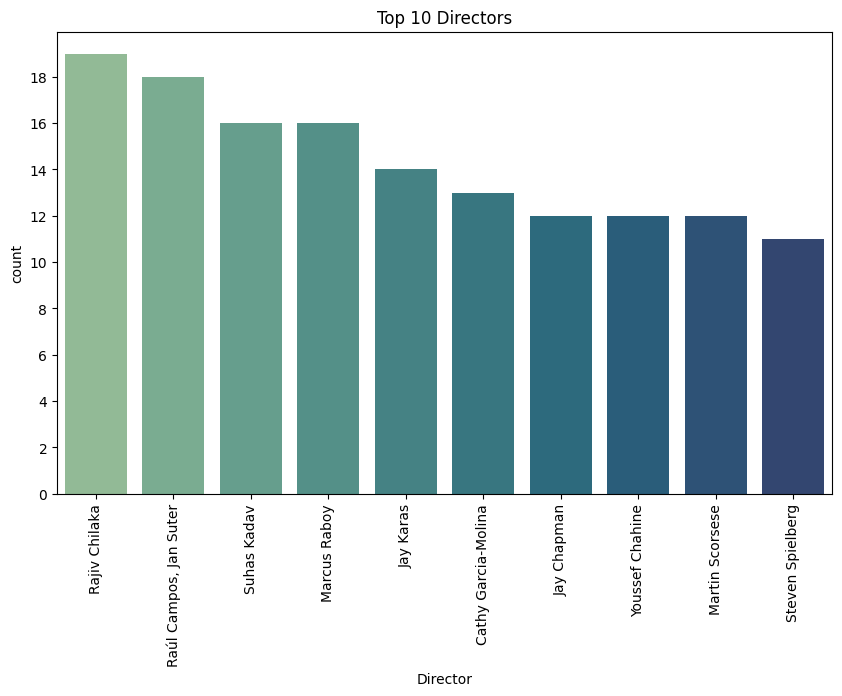 Top 10 Directors
count
18
16
14
12
10
8
6
4
2
0
Rajiv Chilaka
Raúl Campos, Jan Suter
Suhas Kadav
Marcus Raboy
Jay Karas
Cathy Garcia-Molina
Jay Chapman
Youssef Chahine
Martin Scorsese
Steven Spielberg
Director